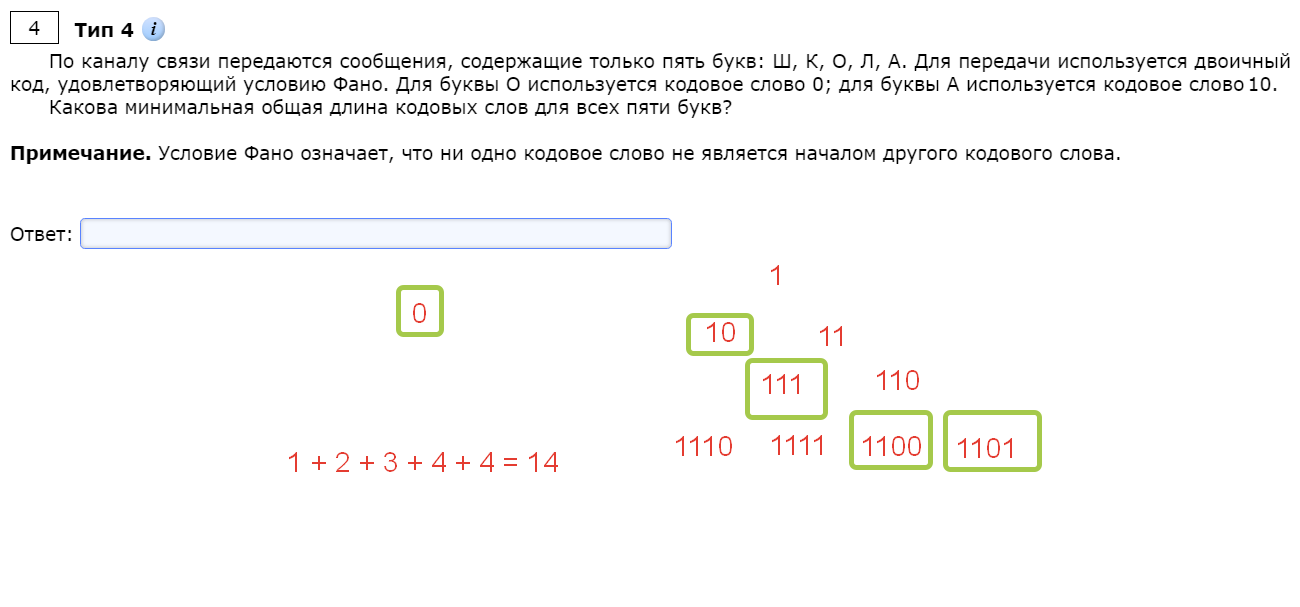 4 Тип 4 i
По каналу связи передаются сообщения, содержащие только пять букв: Ш, К, О, Л, А. Для передачи используется двоичный
код, удовлетворяющий условию Фано. Для буквы О используется кодовое слово 0; для буквы А используется кодовое слово 10.
Какова минимальная общая длина кодовых слов для всех пяти букв?
Примечание. Условие Фано означает, что ни одно кодовое слово не является началом другого кодового слова.
Ответ:
1
0
10 11
111 110
1110 1111 1100 1101
1 + 2 + 3 + 4 + 4 = 14